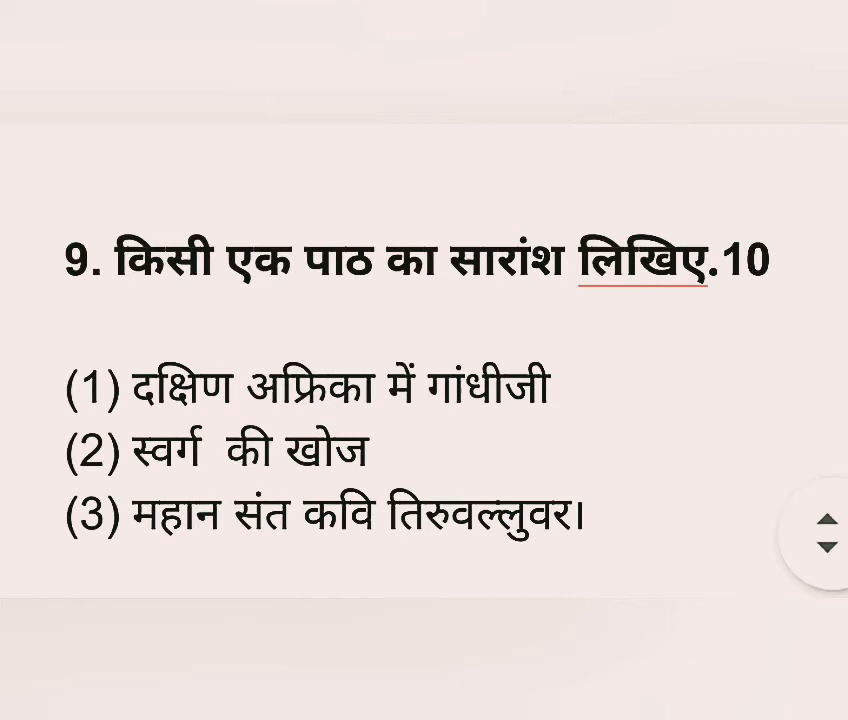 9. किसी एक पाठ का सारांश लिखिए.10
(1) दक्षिण अफ्रिका में गांधीजी
(2) स्वर्ग की खोज
(3) महान संत कवि तिरुवल्लुवर।